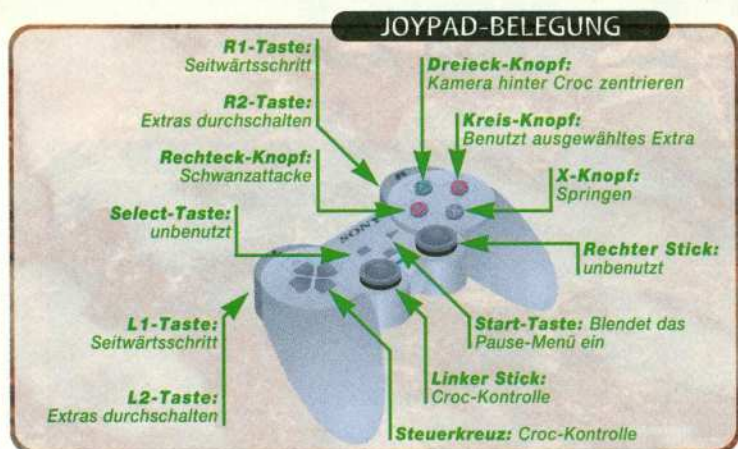 JOYPAD-BELEGUNG
R1-Taste:
Seitwärtsschritt
R2-Taste:
Extras durchschalten
Rechteck-Knopf:
Schwanzattacke
Select-Taste:
unbenutzt
L1-Taste:
Seitwärtsschritt
L2-Taste:
Extras durchschalten
Dreieck-Knopf:
Kamera hinter Croc zentrieren
Kreis-Knopf:
Benutzt ausgewähltes Extra
X-Knopf:
Springen
Rechter Stick:
unbenutzt
Start-Taste: Blendet das
Pause-Menü ein
Linker Stick:
Croc-Kontrolle
Steuerkreuz: Croc-Kontrolle
SONY
R